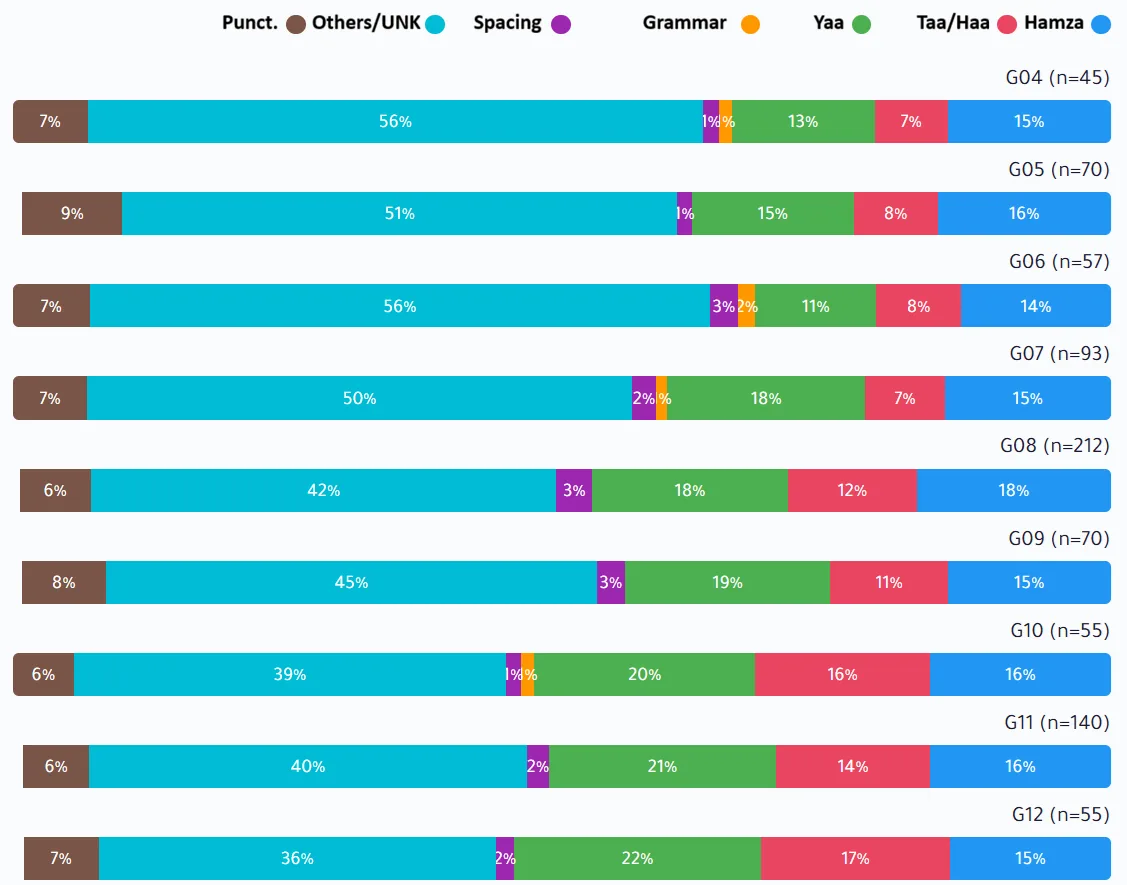 Punct. Others/UNK Spacing Grammar Yaa Taa/Haa Hamza
G04 (n=45)
7% 56% 1% % 13% 7% 15%
G05 (n=70)
9% 51% 1% 15% 8% 16%
G06 (n=57)
7% 56% 3% 2% 11% 8% 14%
G07 (n=93)
7% 50% 2% % 18% 7% 15%
G08 (n=212)
6% 42% 3% 18% 12% 18%
G09 (n=70)
8% 45% 3% 19% 11% 15%
G10 (n=55)
6% 39% 1% % 20% 16% 16%
G11 (n=140)
6% 40% 2% 21% 14% 16%
G12 (n=55)
7% 36% 2% 22% 17% 15%